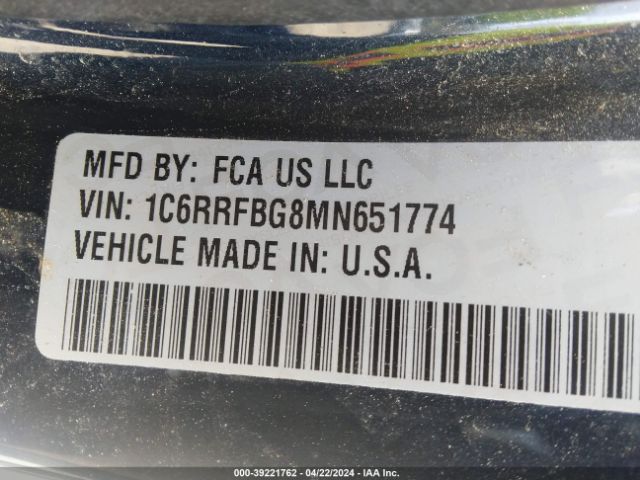 MFD BY: FCA US LLC
VIN: 1C6RRFBG8MN651774
VEHICLE MADE IN: U.S.A.
000-39221762 - 04/22/2024 - IAA Inc.